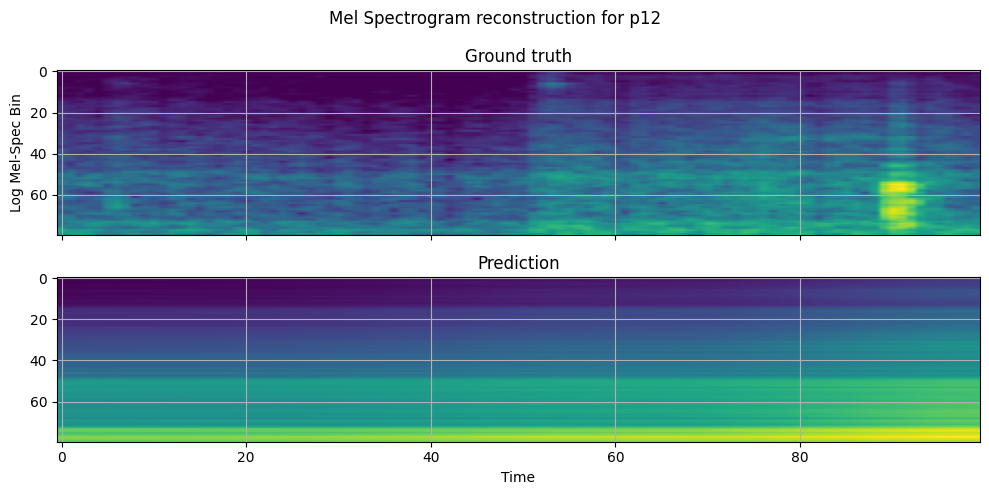 Mel Spectrogram reconstruction for p12
Ground truth
0
20
40
60
Log Mel-Spec Bin
Prediction
0
20
40
60
0 20 40 60 80
Time